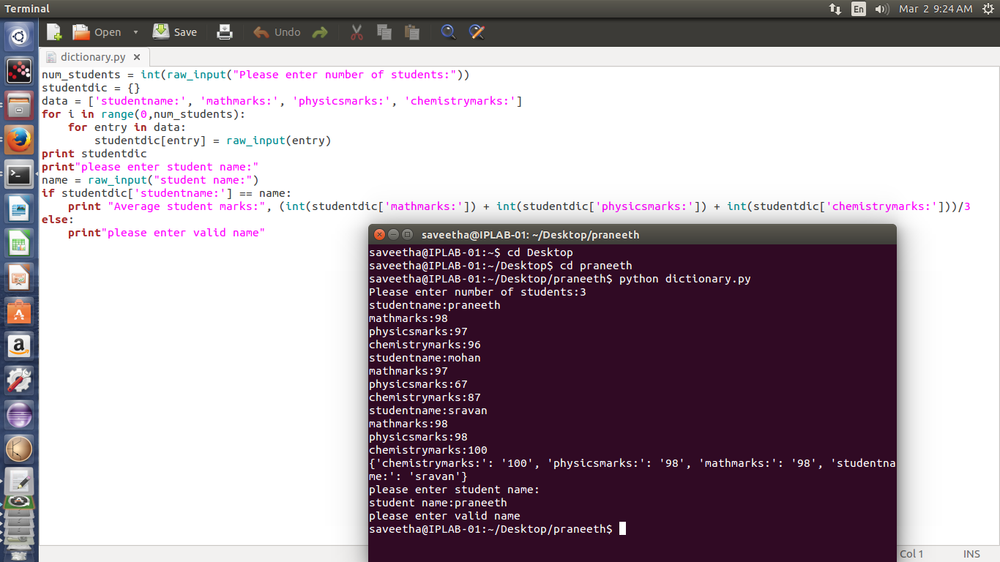 Terminal
En
Mar 2 9:24 AM
Open
Save
Undo
dictionary.py
num_students = int(raw_input("Please enter number of students:"))
studentdic = {}
data = ['studentname:', 'mathmarks:', 'physicsmarks:', 'chemistrymarks:']
for i in range(0,num_students):
    for entry in data:
        studentdic[entry] = raw_input(entry)
print studentdic
print"please enter student name:"
name = raw_input("student name:")
if studentdic['studentname:'] == name:
    print "Average student marks:", (int(studentdic['mathmarks:']) + int(studentdic['physicsmarks:']) + int(studentdic['chemistrymarks:']))/3
else:
    print"please enter valid name"
saveetha@IPLAB-01: ~/Desktop/praneeth
saveetha@IPLAB-01:~$ cd Desktop
saveetha@IPLAB-01:~/Desktop$ cd praneeth
saveetha@IPLAB-01:~/Desktop/praneeth$ python dictionary.py
Please enter number of students:3
studentname:praneeth
mathmarks:98
physicsmarks:97
chemistrymarks:96
studentname:mohan
mathmarks:97
physicsmarks:67
chemistrymarks:87
studentname:sravan
mathmarks:98
physicsmarks:98
chemistrymarks:100
{'chemistrymarks:': '100', 'physicsmarks:': '98', 'mathmarks:': '98', 'studentna
me:': 'sravan'}
please enter student name:
student name:praneeth
please enter valid name
saveetha@IPLAB-01:~/Desktop/praneeth$
Col 1
INS